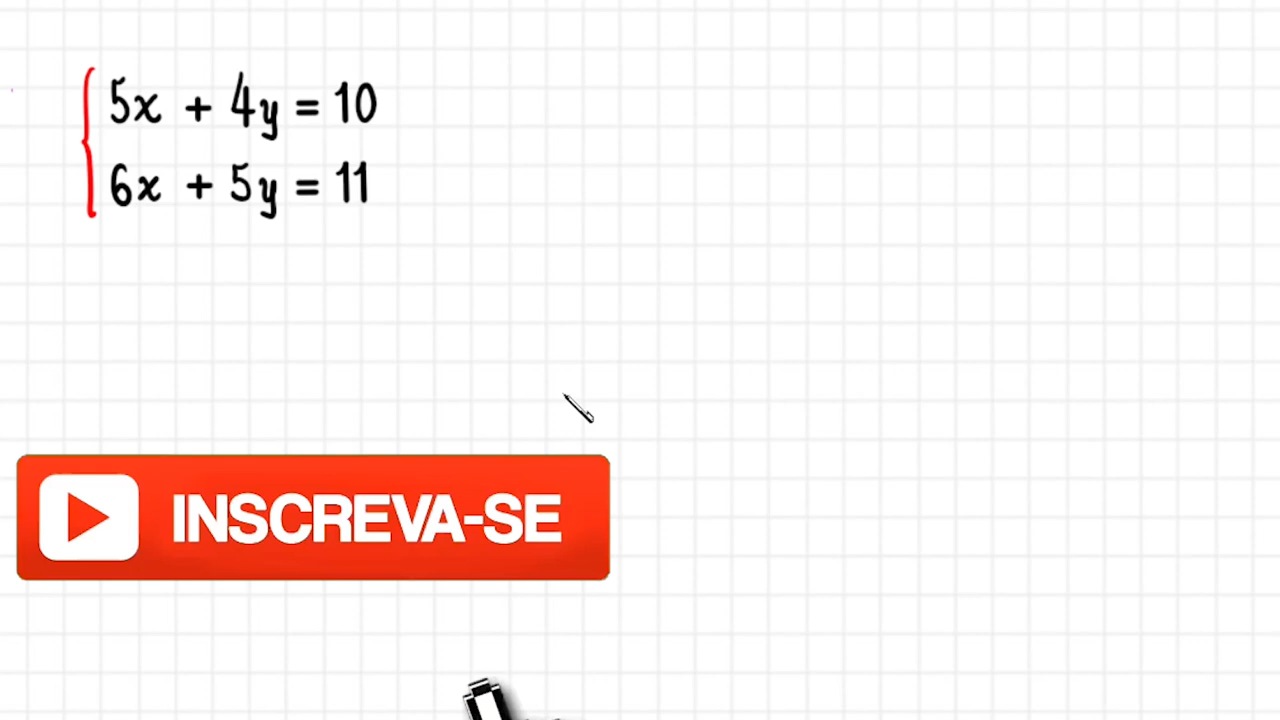 5x + 4y = 10
6x + 5y = 11
INSCREVA-SE